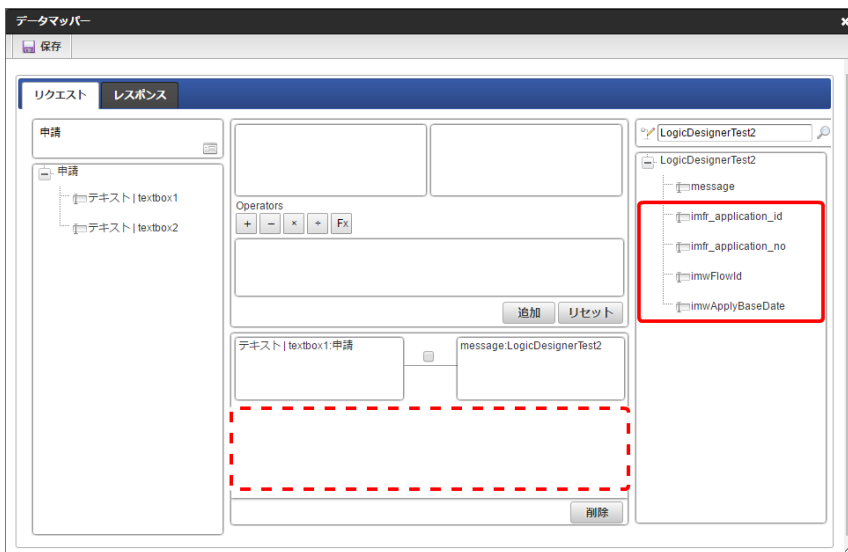 データマッパー
保存
リクエスト レスポンス
申請
申請
テキスト | textbox1
テキスト | textbox2
Operators
+ − × ÷ Fx
追加 リセット
テキスト | textbox1:申請
message:LogicDesignerTest2
削除
LogicDesignerTest2
LogicDesignerTest2
message
imfr_application_id
imfr_application_no
imwFlowId
imwApplyBaseDate